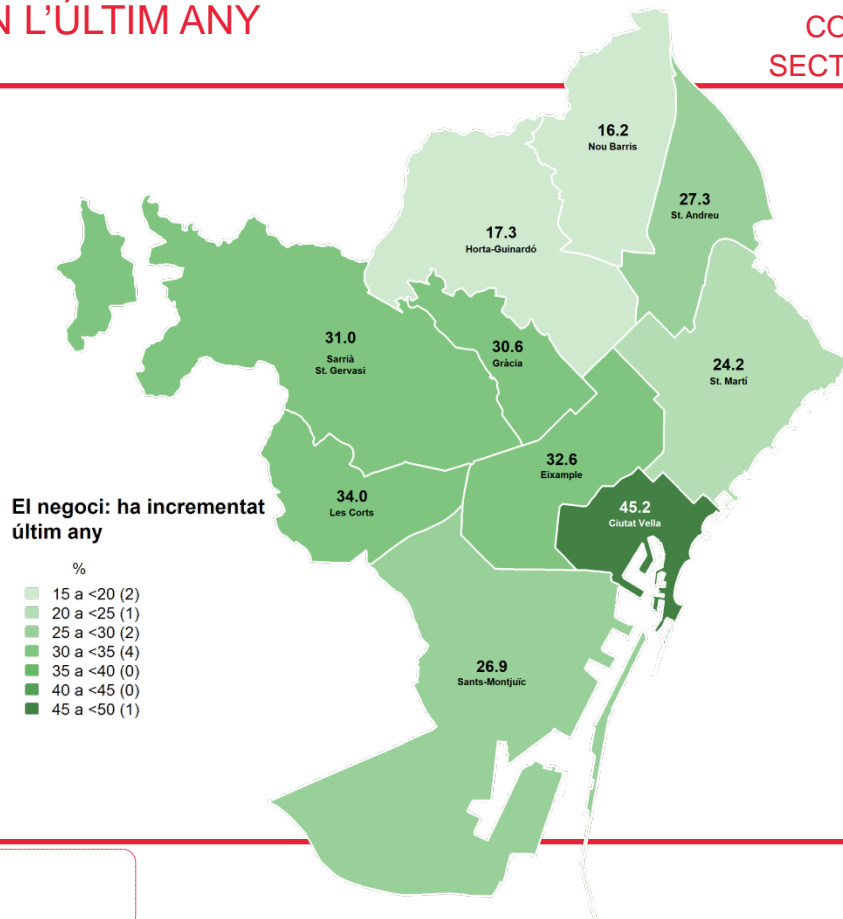 N L'ÚLTIM ANY
CO
SECT
16.2
Nou Barris
27.3
St. Andreu
17.3
Horta-Guinardó
31.0
Sarrià
St. Gervasi
30.6
Gràcia
24.2
St. Martí
32.6
Eixample
34.0
Les Corts
45.2
Ciutat Vella
26.9
Sants-Montjuïc
El negoci: ha incrementat
últim any
%
15 a <20 (2)
20 a <25 (1)
25 a <30 (2)
30 a <35 (4)
35 a <40 (0)
40 a <45 (0)
45 a <50 (1)